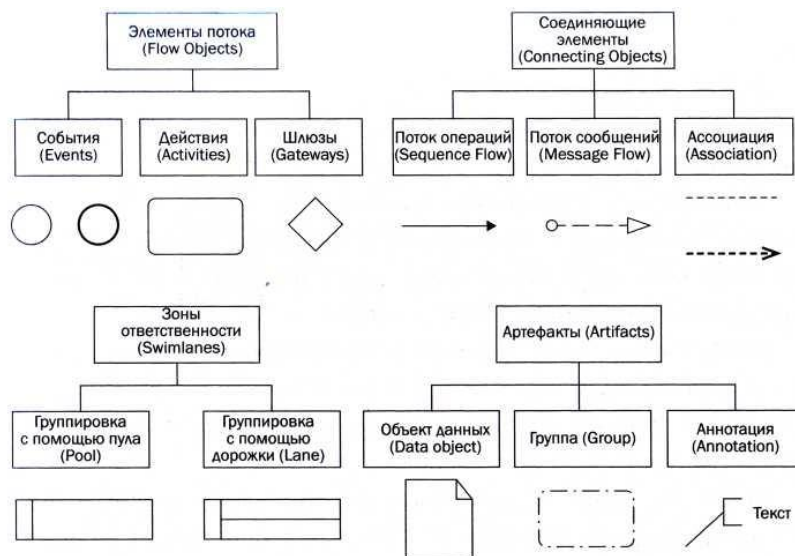 Элементы потока
(Flow Objects)
Соединяющие
элементы
(Connecting Objects)
События
(Events)
Действия
(Activities)
Шлюзы
(Gateways)
Поток операций
(Sequence Flow)
Поток сообщений
(Message Flow)
Ассоциация
(Association)
Зоны
ответственности
(Swimlanes)
Артефакты (Artifacts)
Группировка
с помощью пула
(Pool)
Группировка
с помощью
дорожки (Lane)
Объект данных
(Data object)
Группа (Group)
Аннотация
(Annotation)
Текст